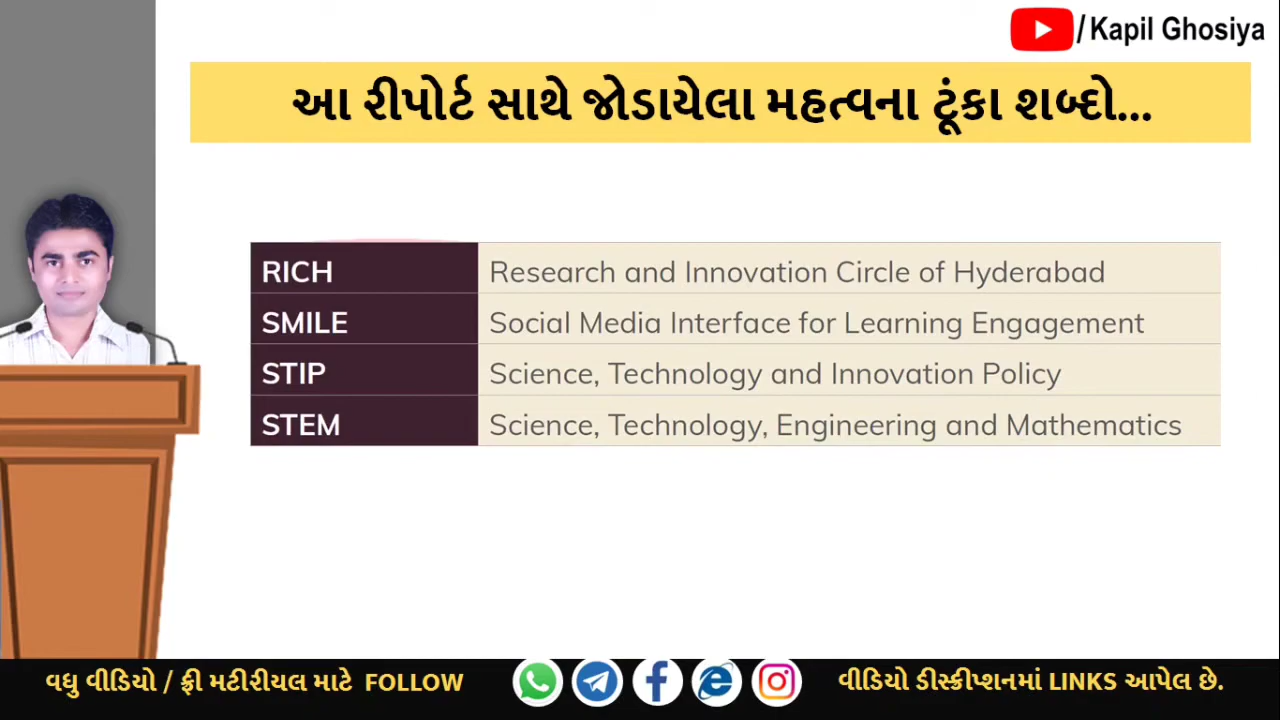 /Kapil Ghosiya
આ રીપોર્ટ સાથે જોડાયેલા મહત્વના ટૂંકા શબ્દો...
RICH Research and Innovation Circle of Hyderabad
SMILE Social Media Interface for Learning Engagement
STIP Science, Technology and Innovation Policy
STEM Science, Technology, Engineering and Mathematics
વધુ વીડિયો / ફ્રી મટીરીયલ માટે FOLLOW વીડિયો ડીસ્ક્રીપ્શનમાં LINKS આપેલ છે.